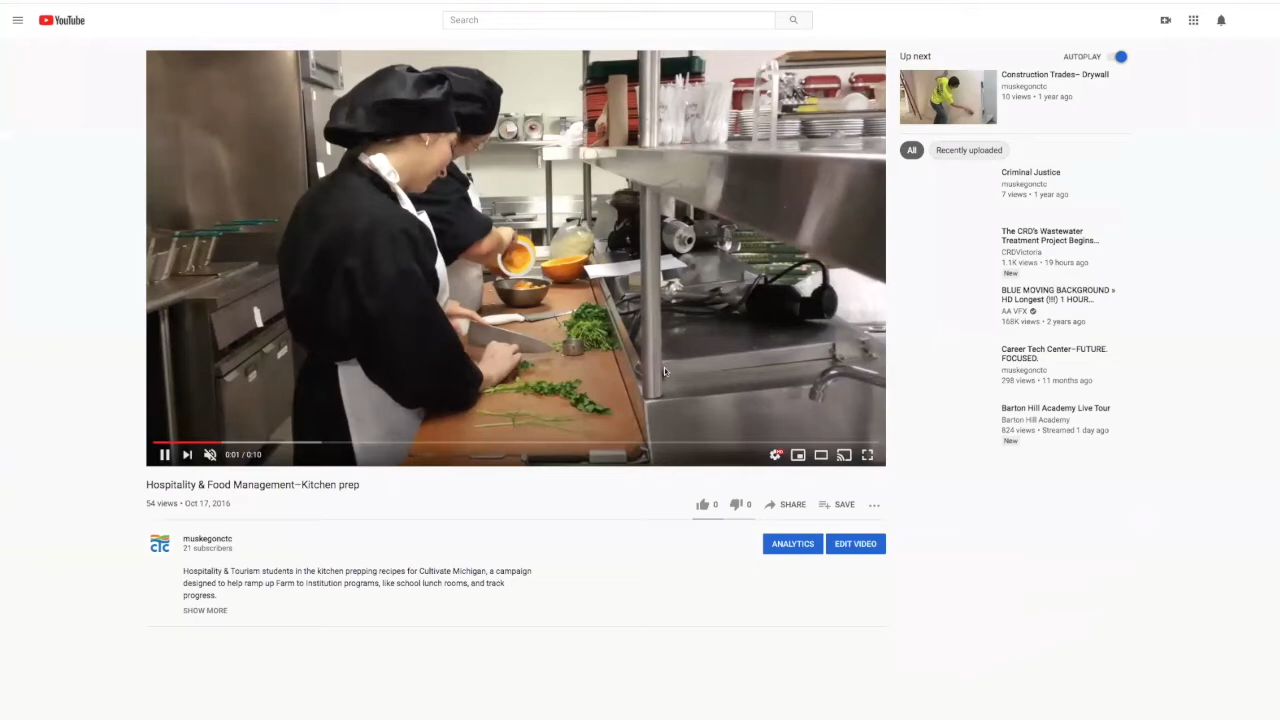 YouTube
Search
Up next
AUTOPLAY
Construction Trades– Drywall
muskegonctc
10 views • 1 year ago
All
Recently uploaded
Criminal Justice
muskegonctc
7 views • 1 year ago
The CRD's Wastewater
Treatment Project Begins...
CRDVictoria
1.1K views • 19 hours ago
New
BLUE MOVING BACKGROUND »
HD Longest (!!!) 1 HOUR...
AA VFX
168K views • 2 years ago
Career Tech Center–FUTURE.
FOCUSED.
muskegonctc
298 views • 11 months ago
Barton Hill Academy Live Tour
Barton Hill Academy
824 views • Streamed 1 day ago
New
0:01 / 0:10
Hospitality & Food Management–Kitchen prep
54 views • Oct 17, 2016
0
0
SHARE
SAVE
ctc
muskegonctc
21 subscribers
ANALYTICS
EDIT VIDEO
Hospitality & Tourism students in the kitchen prepping recipes for Cultivate Michigan, a campaign
designed to help ramp up Farm to Institution programs, like school lunch rooms, and track
progress.
SHOW MORE